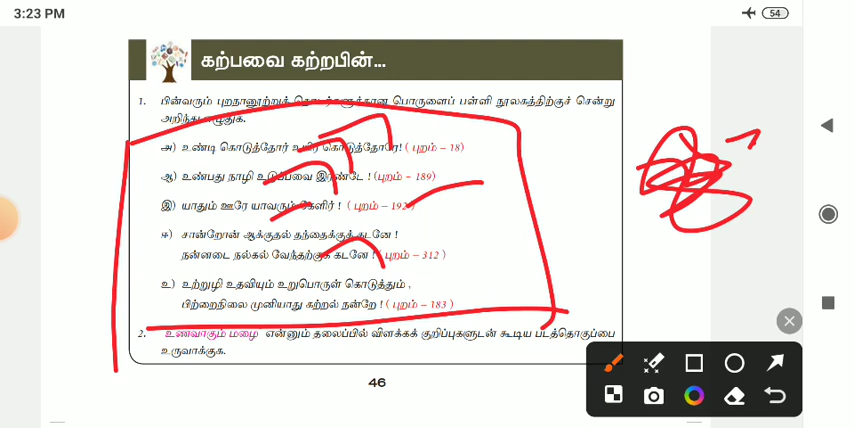 3:23 PM
54
கற்பவை கற்றபின்...
1. பின்வரும் புறநானூற்றுத் தொடர்களுக்கான பொருளைப் பள்ளி நூலகத்திற்குச் சென்று
அறிந்து எழுதுக.
அ) உண்டி கொடுத்தோர் உயிர் கொடுத்தோரே! ( புறம் – 18)
ஆ) உண்பது நாழி உடுப்பவை இரண்டே ! (புறம் – 189)
இ) யாதும் ஊரே யாவரும் கேளிர் ! ( புறம் – 192)
ஈ) சான்றோன் ஆக்குதல் தந்தைக்குக் கடனே !
நன்னடை நல்கல் வேந்தற்குக் கடனே !( புறம் – 312)
உ) உற்றுழி உதவியும் உறுபொருள் கொடுத்தும் ,
பிற்றைநிலை முனியாது கற்றல் நன்றே ! ( புறம் – 183)
2. உணவாகும் மழை என்னும் தலைப்பில் விளக்கக் குறிப்புகளுடன் கூடிய படத்தொகுப்பை
உருவாக்குக.
46